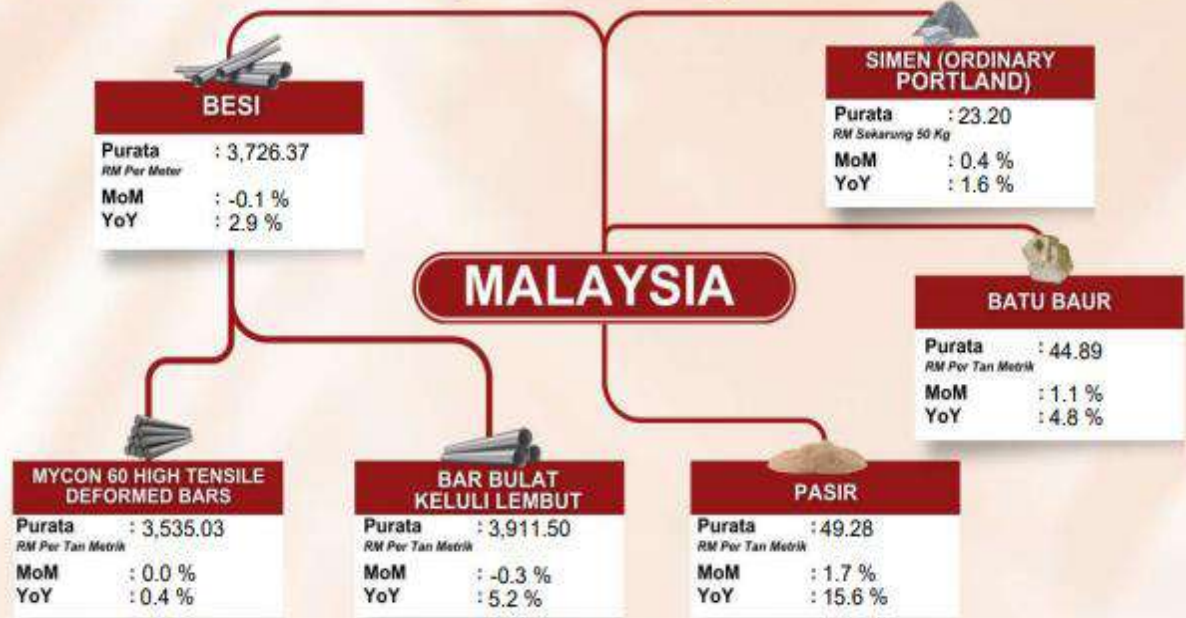 BESI
Purata : 3,726.37
RM Per Meter
MoM : -0.1 %
YoY : 2.9 %
SIMEN (ORDINARY
PORTLAND)
Purata : 23.20
RM Sekarung 50 Kg
MoM : 0.4 %
YoY : 1.6 %
MALAYSIA
BATU BAUR
Purata : 44.89
RM Per Tan Metrik
MoM : 1.1 %
YoY : 4.8 %
MYCON 60 HIGH TENSILE
DEFORMED BARS
Purata : 3,535.03
RM Per Tan Metrik
MoM : 0.0 %
YoY : 0.4 %
BAR BULAT
KELULI LEMBUT
Purata : 3,911.50
RM Per Tan Metrik
MoM : -0.3 %
YoY : 5.2 %
PASIR
Purata : 49.28
RM Per Tan Metrik
MoM : 1.7 %
YoY : 15.6 %